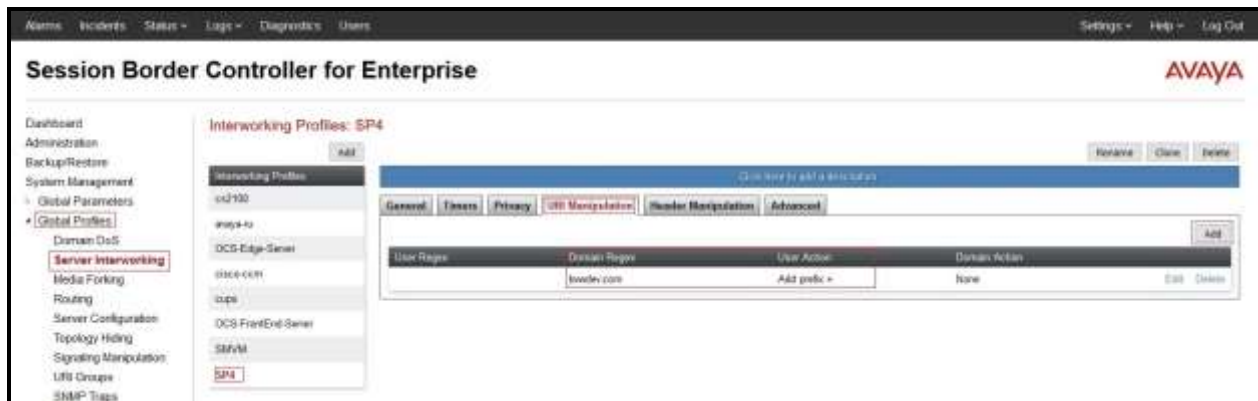 Alarms Incidents Status Logs Diagnostics Users Settings Help Log Out
Session Border Controller for Enterprise
AVAYA
Dashboard
Administration
Backup/Restore
System Management
Global Parameters
Global Profiles
Domain DoS
Server Interworking
Media Forking
Routing
Server Configuration
Topology Hiding
Signaling Manipulation
URI Groups
SNMP Traps
Interworking Profiles: SP4
Add
Rename Clone Delete
Interworking Profiles
cs2100
avaya-ru
OCS-Edge-Server
cisco-ccm
cups
OCS-FrontEnd-Server
SMVM
SP4
Click here to add a description.
General Timers Privacy URI Manipulation Header Manipulation Advanced
Add
User Regex Domain Regex User Action Domain Action
Add prefix + None Edit Delete